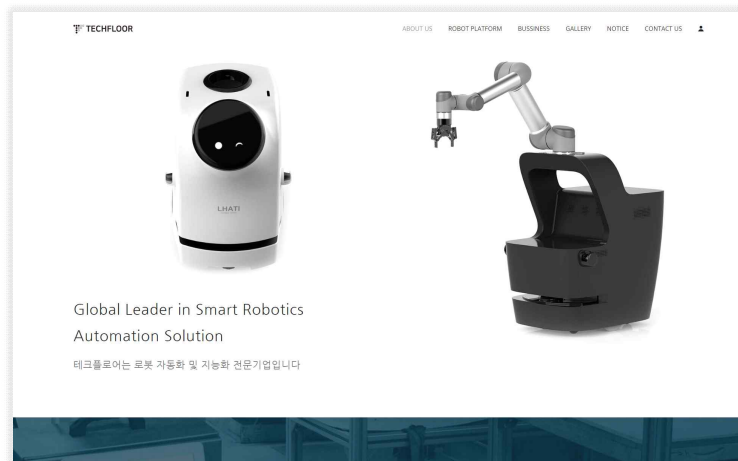 TECHFLOOR
ABOUT US ROBOT PLATFORM BUSSINESS GALLERY NOTICE CONTACT US
LHATI
Global Leader in Smart Robotics
Automation Solution
테크플로어는 로봇 자동화 및 지능화 전문기업입니다